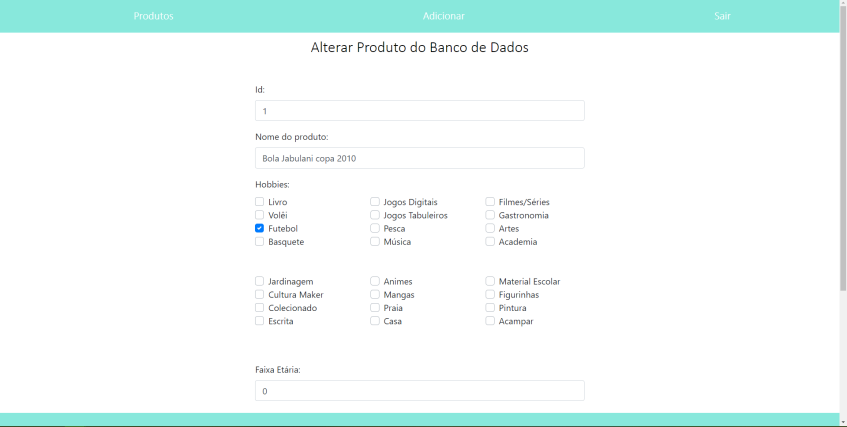 Produtos Adicionar Sair
Alterar Produto do Banco de Dados
Id:
1
Nome do produto:
Bola Jabulani copa 2010
Hobbies:
Livro Jogos Digitais Filmes/Séries
Voléi Jogos Tabuleiros Gastronomia
Futebol Pesca Artes
Basquete Música Academia
Jardinagem Animes Material Escolar
Cultura Maker Mangas Figurinhas
Colecionado Praia Pintura
Escrita Casa Acampar
Faixa Etária:
0